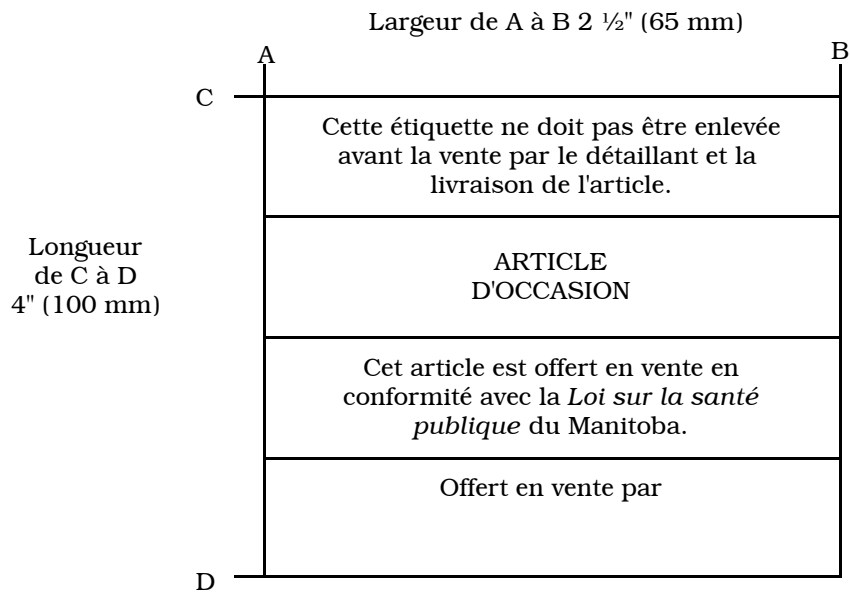 Largeur de A à B 2 ½" (65 mm)
A
B
C
Cette étiquette ne doit pas être enlevée
avant la vente par le détaillant et la
livraison de l'article.
Longueur
de C à D
4" (100 mm)
ARTICLE
D'OCCASION
Cet article est offert en vente en
conformité avec la Loi sur la santé
publique du Manitoba.
Offert en vente par
D